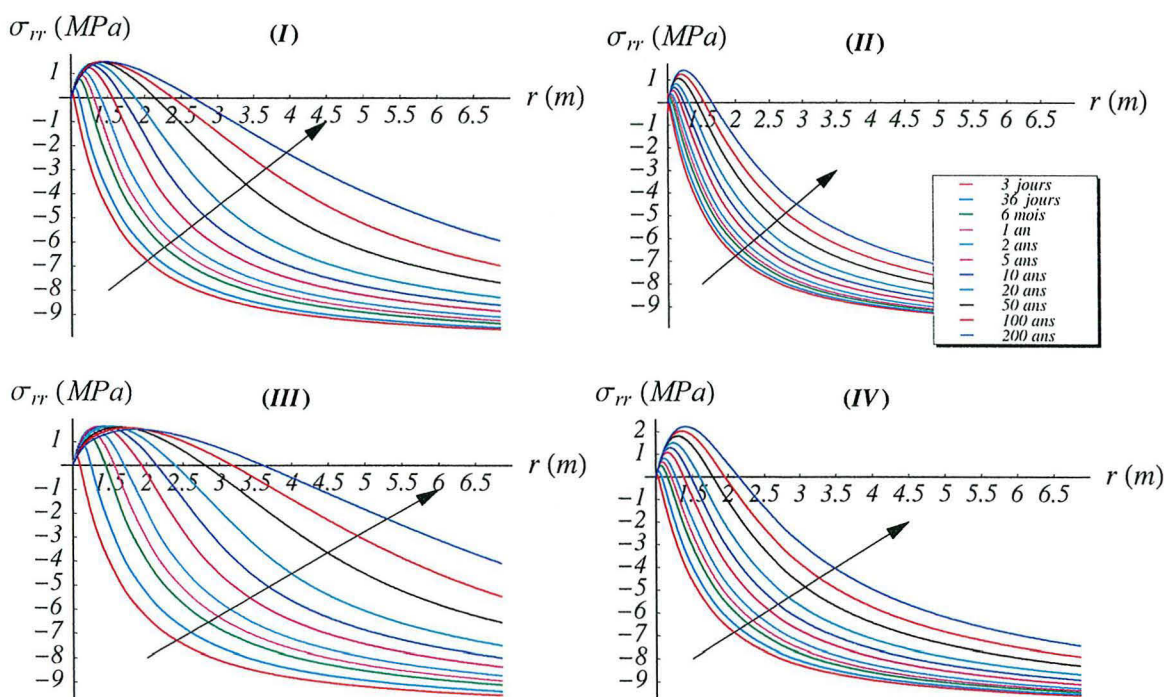 σrr (MPa)
(I)
1
-1
-2
-3
-4
-5
-6
-7
-8
-9
1.5 2 2.5 3 3.5 4 4.5 5 5.5 6 6.5
r (m)
σrr (MPa)
(II)
1
-1
-2
-3
-4
-5
-6
-7
-8
-9
1.5 2 2.5 3 3.5 4 4.5 5 5.5 6 6.5
r (m)
3 jours
36 jours
6 mois
1 an
2 ans
5 ans
10 ans
20 ans
50 ans
100 ans
200 ans
σrr (MPa)
(III)
1
-1
-2
-3
-4
-5
-6
-7
-8
-9
1.5 2 2.5 3 3.5 4 4.5 5 5.5 6 6.5
r (m)
σrr (MPa)
(IV)
2
1
-1
-2
-3
-4
-5
-6
-7
-8
-9
1.5 2 2.5 3 3.5 4 4.5 5 5.5 6 6.5
r (m)